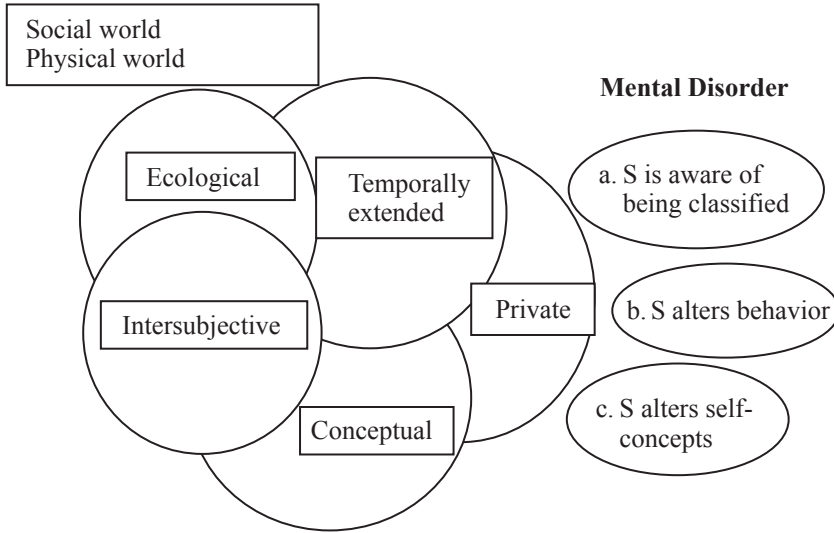 Social world
Physical world
Mental Disorder
Ecological
Temporally
extended
a. S is aware of
being classified
Intersubjective
Private
b. S alters behavior
Conceptual
c. S alters self-
concepts